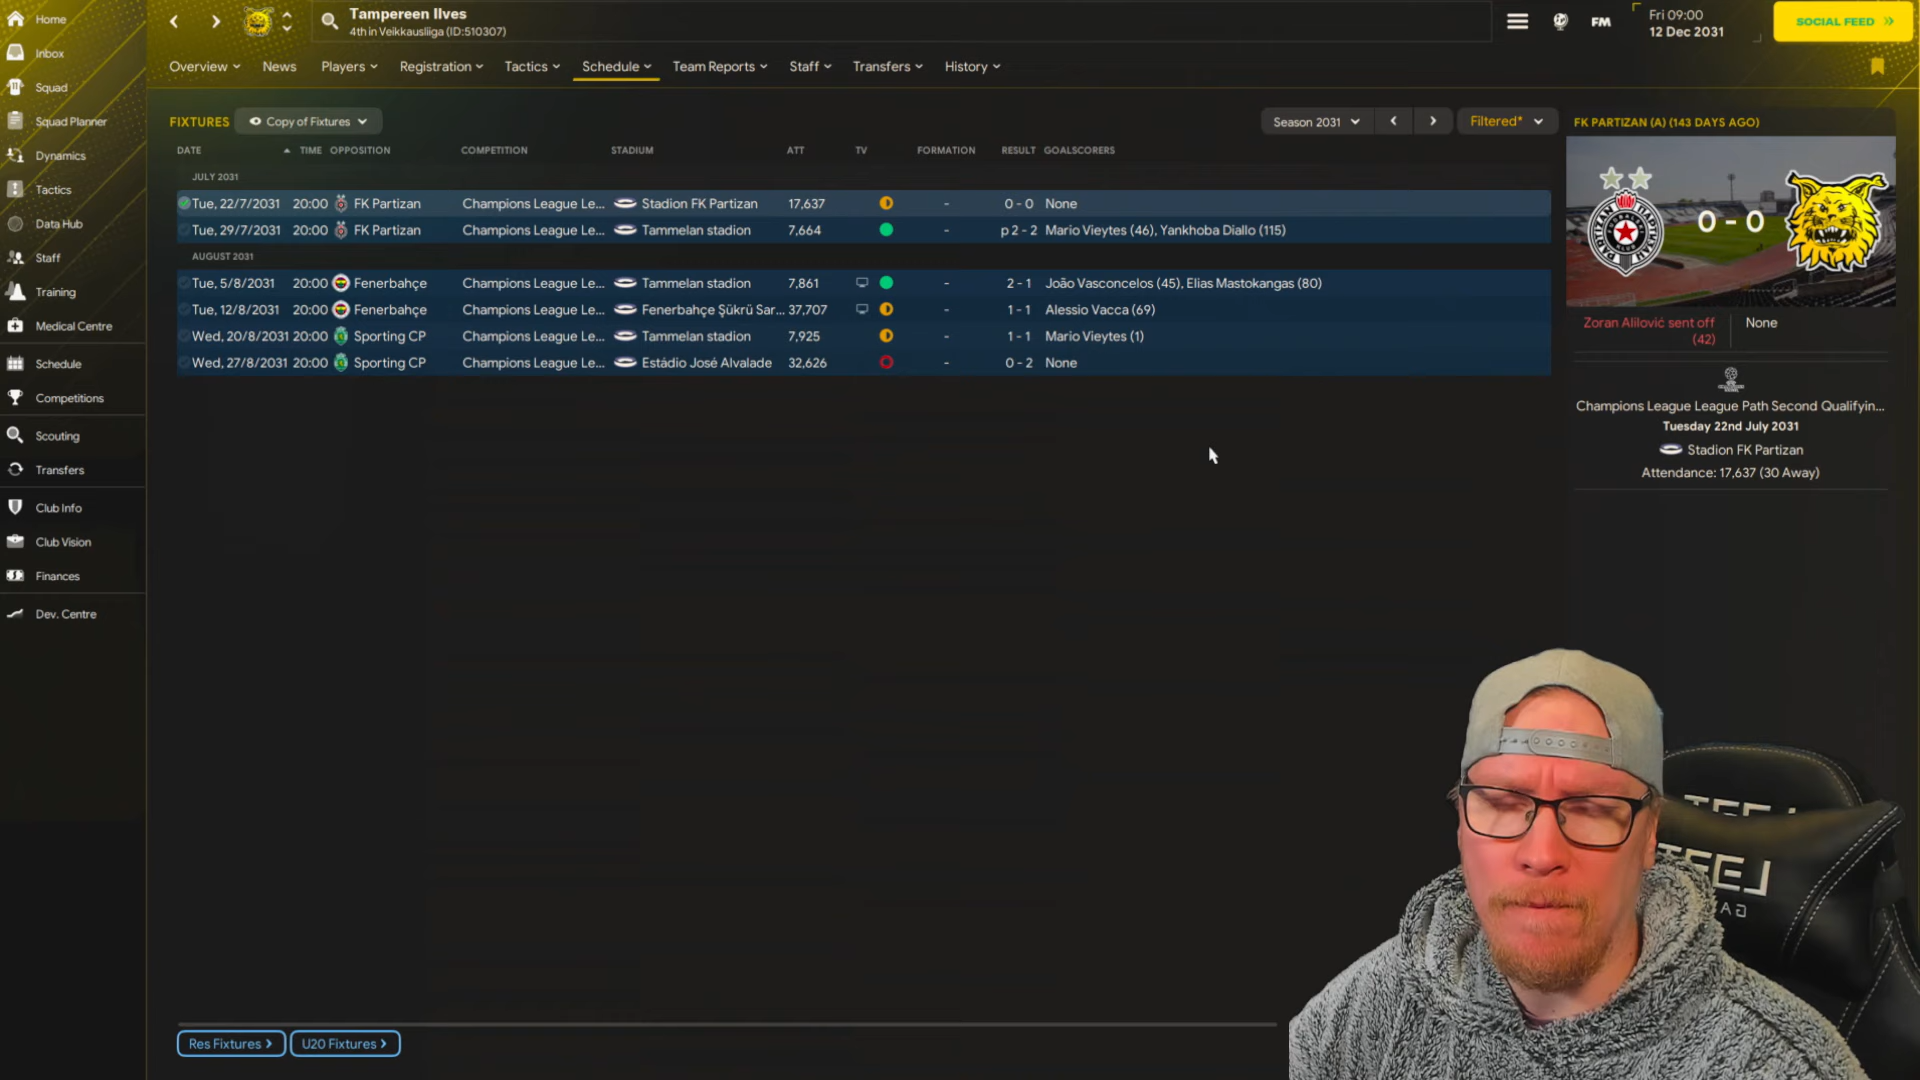 Home
Inbox
Squad
Squad Planner
Dynamics
Tactics
Data Hub
Staff
Training
Medical Centre
Schedule
Competitions
Scouting
Transfers
Club Info
Club Vision
Finances
Dev. Centre
Tampereen Ilves
4th in Veikkausliiga (ID:510307)
FM
Fri 09:00
12 Dec 2031
SOCIAL FEED
Overview News Players Registration Tactics Schedule Team Reports Staff Transfers History
FIXTURES Copy of Fixtures Season 2031 Filtered*
DATE TIME OPPOSITION COMPETITION STADIUM ATT TV FORMATION RESULT GOALSCORERS
JULY 2031
Tue, 22/7/2031 20:00 FK Partizan Champions League Le... Stadion FK Partizan 17,637 - 0 - 0 None
Tue, 29/7/2031 20:00 FK Partizan Champions League Le... Tammelan stadion 7,664 - p 2 - 2 Mario Vieytes (46), Yankhoba Diallo (115)
AUGUST 2031
Tue, 5/8/2031 20:00 Fenerbahçe Champions League Le... Tammelan stadion 7,861 - 2 - 1 João Vasconcelos (45), Elias Mastokangas (80)
Tue, 12/8/2031 20:00 Fenerbahçe Champions League Le... Fenerbahçe Şükrü Sar... 37,707 - 1 - 1 Alessio Vacca (69)
Wed, 20/8/2031 20:00 Sporting CP Champions League Le... Tammelan stadion 7,925 - 1 - 1 Mario Vieytes (1)
Wed, 27/8/2031 20:00 Sporting CP Champions League Le... Estádio José Alvalade 32,626 - 0 - 2 None
FK PARTIZAN (A) (143 DAYS AGO)
0 - 0
Zoran Alilović sent off
(42)
None
Champions League League Path Second Qualifyin...
Tuesday 22nd July 2031
Stadion FK Partizan
Attendance: 17,637 (30 Away)
Res Fixtures
U20 Fixtures